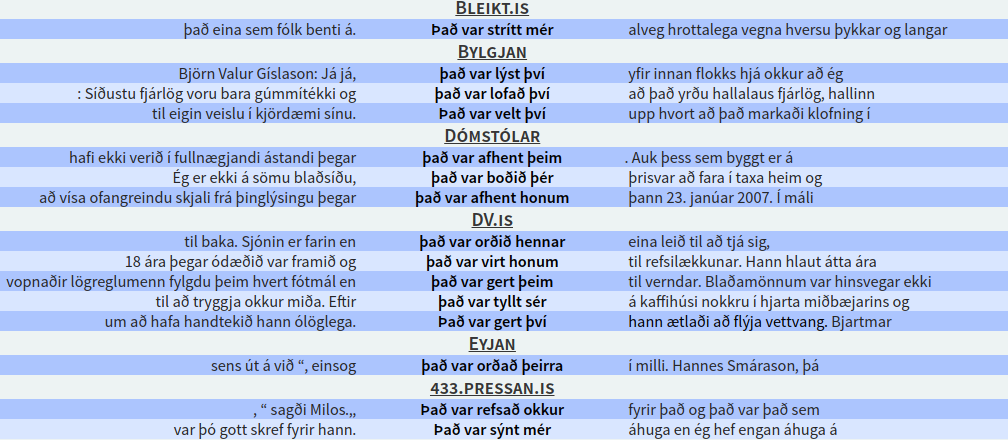 BLEIKT.IS
það eina sem fólk benti á. Það var strítt mér alveg hrottalega vegna hversu þykkar og langar
BYLGJAN
Björn Valur Gíslason: Já já, það var lýst því yfir innan flokks hjá okkur að ég
: Síðustu fjárlög voru bara gúmmítékki og það var lofað því að það yrðu hallalaus fjárlög, hallinn
til eigin veislu í kjördæmi sínu. Það var velt því upp hvort að það markaði klofning í
DÓMSTÓLAR
hafi ekki verið í fullnægjandi ástandi þegar það var afhent þeim . Auk þess sem byggt er á
Ég er ekki á sömu blaðsíðu, það var boðið þér þrisvar að fara í taxa heim og
að vísa ofangreindu skjali frá þinglýsingu þegar það var afhent honum þann 23. janúar 2007. Í máli
DV.IS
til baka. Sjónin er farin en það var orðið hennar eina leið til að tjá sig,
18 ára þegar ódæðið var framið og það var virt honum til refsilækkunar. Hann hlaut átta ára
vopnaðir lögreglumenn fylgdu þeim hvert fótmál en það var gert þeim til verndar. Blaðamönnum var hinsvegar ekki
til að tryggja okkur miða. Eftir það var tyllt sér á kaffihúsi nokkru í hjarta miðbæjarins og
um að hafa handtekið hann ólöglega. Það var gert því hann ætlaði að flýja vettvang. Bjartmar
EYJAN
sens út á við “, einsog það var orðað þeirra í milli. Hannes Smárason, þá
433.PRESSAN.IS
, “ sagði Milos.„ Það var refsað okkur fyrir það og það var það sem
var þó gott skref fyrir hann. Það var sýnt mér áhuga en ég hef engan áhuga á